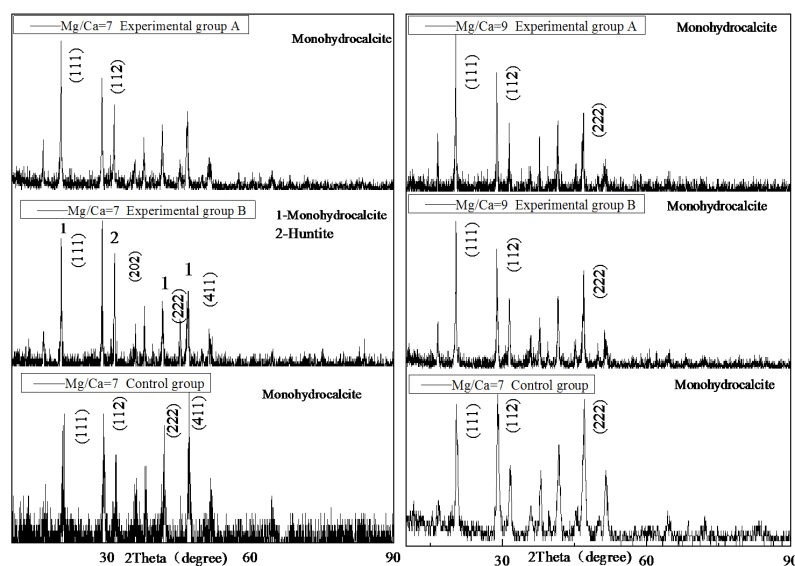 Mg/Ca=7 Experimental group A
Monohydrocalcite
(111)
(112)
Mg/Ca=7 Experimental group B
1-Monohydrocalcite
2-Huntite
1
(111)
2
(202)
1
(222)
1
(411)
Mg/Ca=7 Control group
Monohydrocalcite
(111)
(112)
(222)
(411)
30
2Theta（degree）
60
90
Mg/Ca=9 Experimental group A
Monohydrocalcite
(111)
(112)
(222)
Mg/Ca=9 Experimental group B
Monohydrocalcite
(111)
(112)
(222)
Mg/Ca=7 Control group
Monohydrocalcite
(111)
(112)
(222)
30
2Theta（degree）
60
90